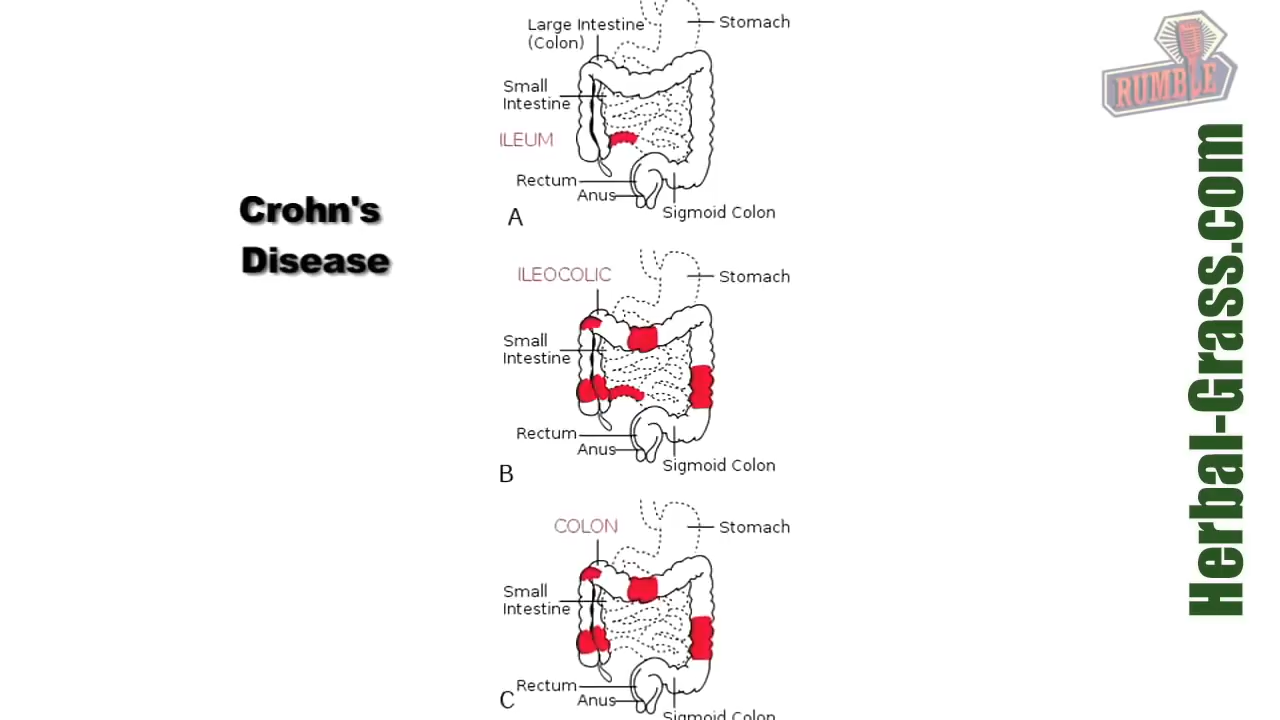 Crohn's
Disease
Large Intestine
(Colon)
Stomach
Small
Intestine
ILEUM
Rectum
Anus
Sigmoid Colon
A
ILEOCOLIC
Stomach
Small
Intestine
Rectum
Anus
Sigmoid Colon
B
COLON
Stomach
Small
Intestine
Rectum
Anus
Sigmoid Colon
C
RUMBLE
Herbal-Grass.com